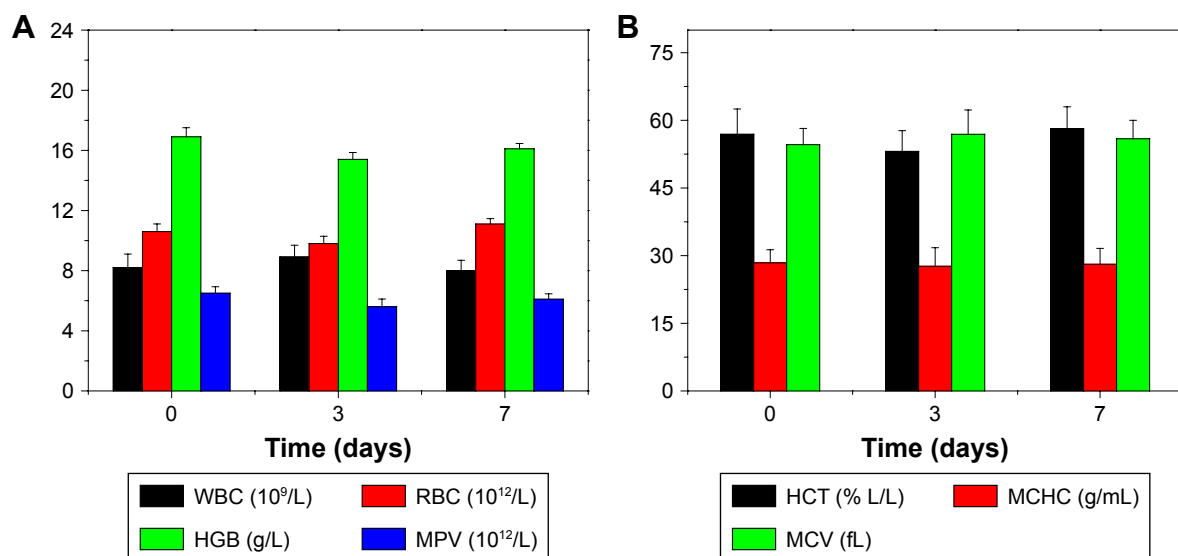 A
24
20
16
12
8
4
0
0 3 7
Time (days)
WBC (10⁹/L) RBC (10¹²/L)
HGB (g/L) MPV (10¹²/L)
B
75
60
45
30
15
0
0 3 7
Time (days)
HCT (% L/L) MCHC (g/mL)
MCV (fL)